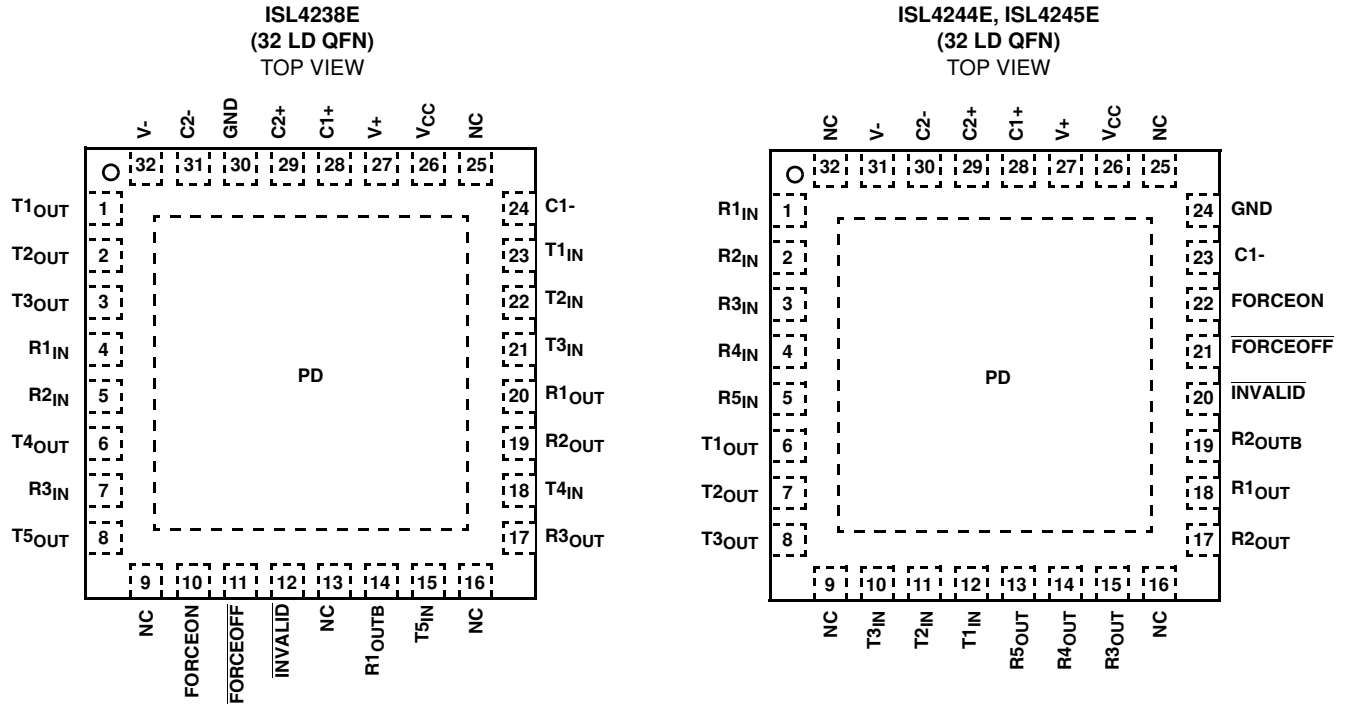 ISL4238E
(32 LD QFN)
TOP VIEW
V-
C2-
GND
C2+
C1+
V+
VCC
NC
32
31
30
29
28
27
26
25
T1OUT 1
T2OUT 2
T3OUT 3
R1IN 4
R2IN 5
T4OUT 6
R3IN 7
T5OUT 8
PD
24 C1-
23 T1IN
22 T2IN
21 T3IN
20 R1OUT
19 R2OUT
18 T4IN
17 R3OUT
9
10
11
12
13
14
15
16
NC
FORCEON
FORCEOFF
INVALID
NC
R1OUTB
T5IN
NC
ISL4244E, ISL4245E
(32 LD QFN)
TOP VIEW
NC
V-
C2-
C2+
C1+
V+
VCC
NC
32
31
30
29
28
27
26
25
R1IN 1
R2IN 2
R3IN 3
R4IN 4
R5IN 5
T1OUT 6
T2OUT 7
T3OUT 8
PD
24 GND
23 C1-
22 FORCEON
21 FORCEOFF
20 INVALID
19 R2OUTB
18 R1OUT
17 R2OUT
9
10
11
12
13
14
15
16
NC
T3IN
T2IN
T1IN
R5OUT
R4OUT
R3OUT
NC